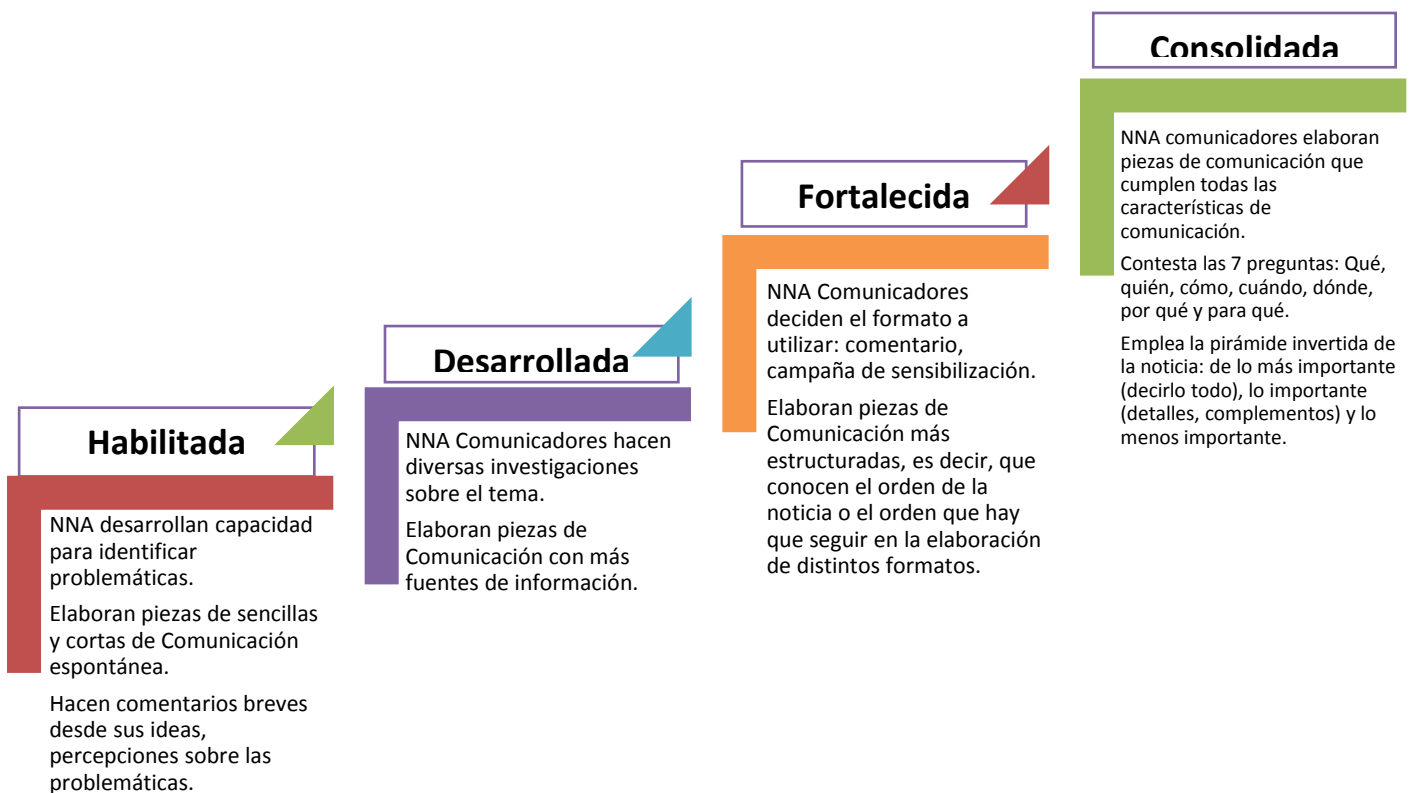 Habilitada
NNA desarrollan capacidad
para identificar
problemáticas.
Elaboran piezas de sencillas
y cortas de Comunicación
espontánea.
Hacen comentarios breves
desde sus ideas,
percepciones sobre las
problemáticas.
Desarrollada
NNA Comunicadores hacen
diversas investigaciones
sobre el tema.
Elaboran piezas de
Comunicación con más
fuentes de información.
Fortalecida
NNA Comunicadores
deciden el formato a
utilizar: comentario,
campaña de sensibilización.
Elaboran piezas de
Comunicación más
estructuradas, es decir, que
conocen el orden de la
noticia o el orden que hay
que seguir en la elaboración
de distintos formatos.
Consolidada
NNA comunicadores elaboran
piezas de comunicación que
cumplen todas las
características de
comunicación.
Contesta las 7 preguntas: Qué,
quién, cómo, cuándo, dónde,
por qué y para qué.
Emplea la pirámide invertida de
la noticia: de lo más importante
(decirlo todo), lo importante
(detalles, complementos) y lo
menos importante.